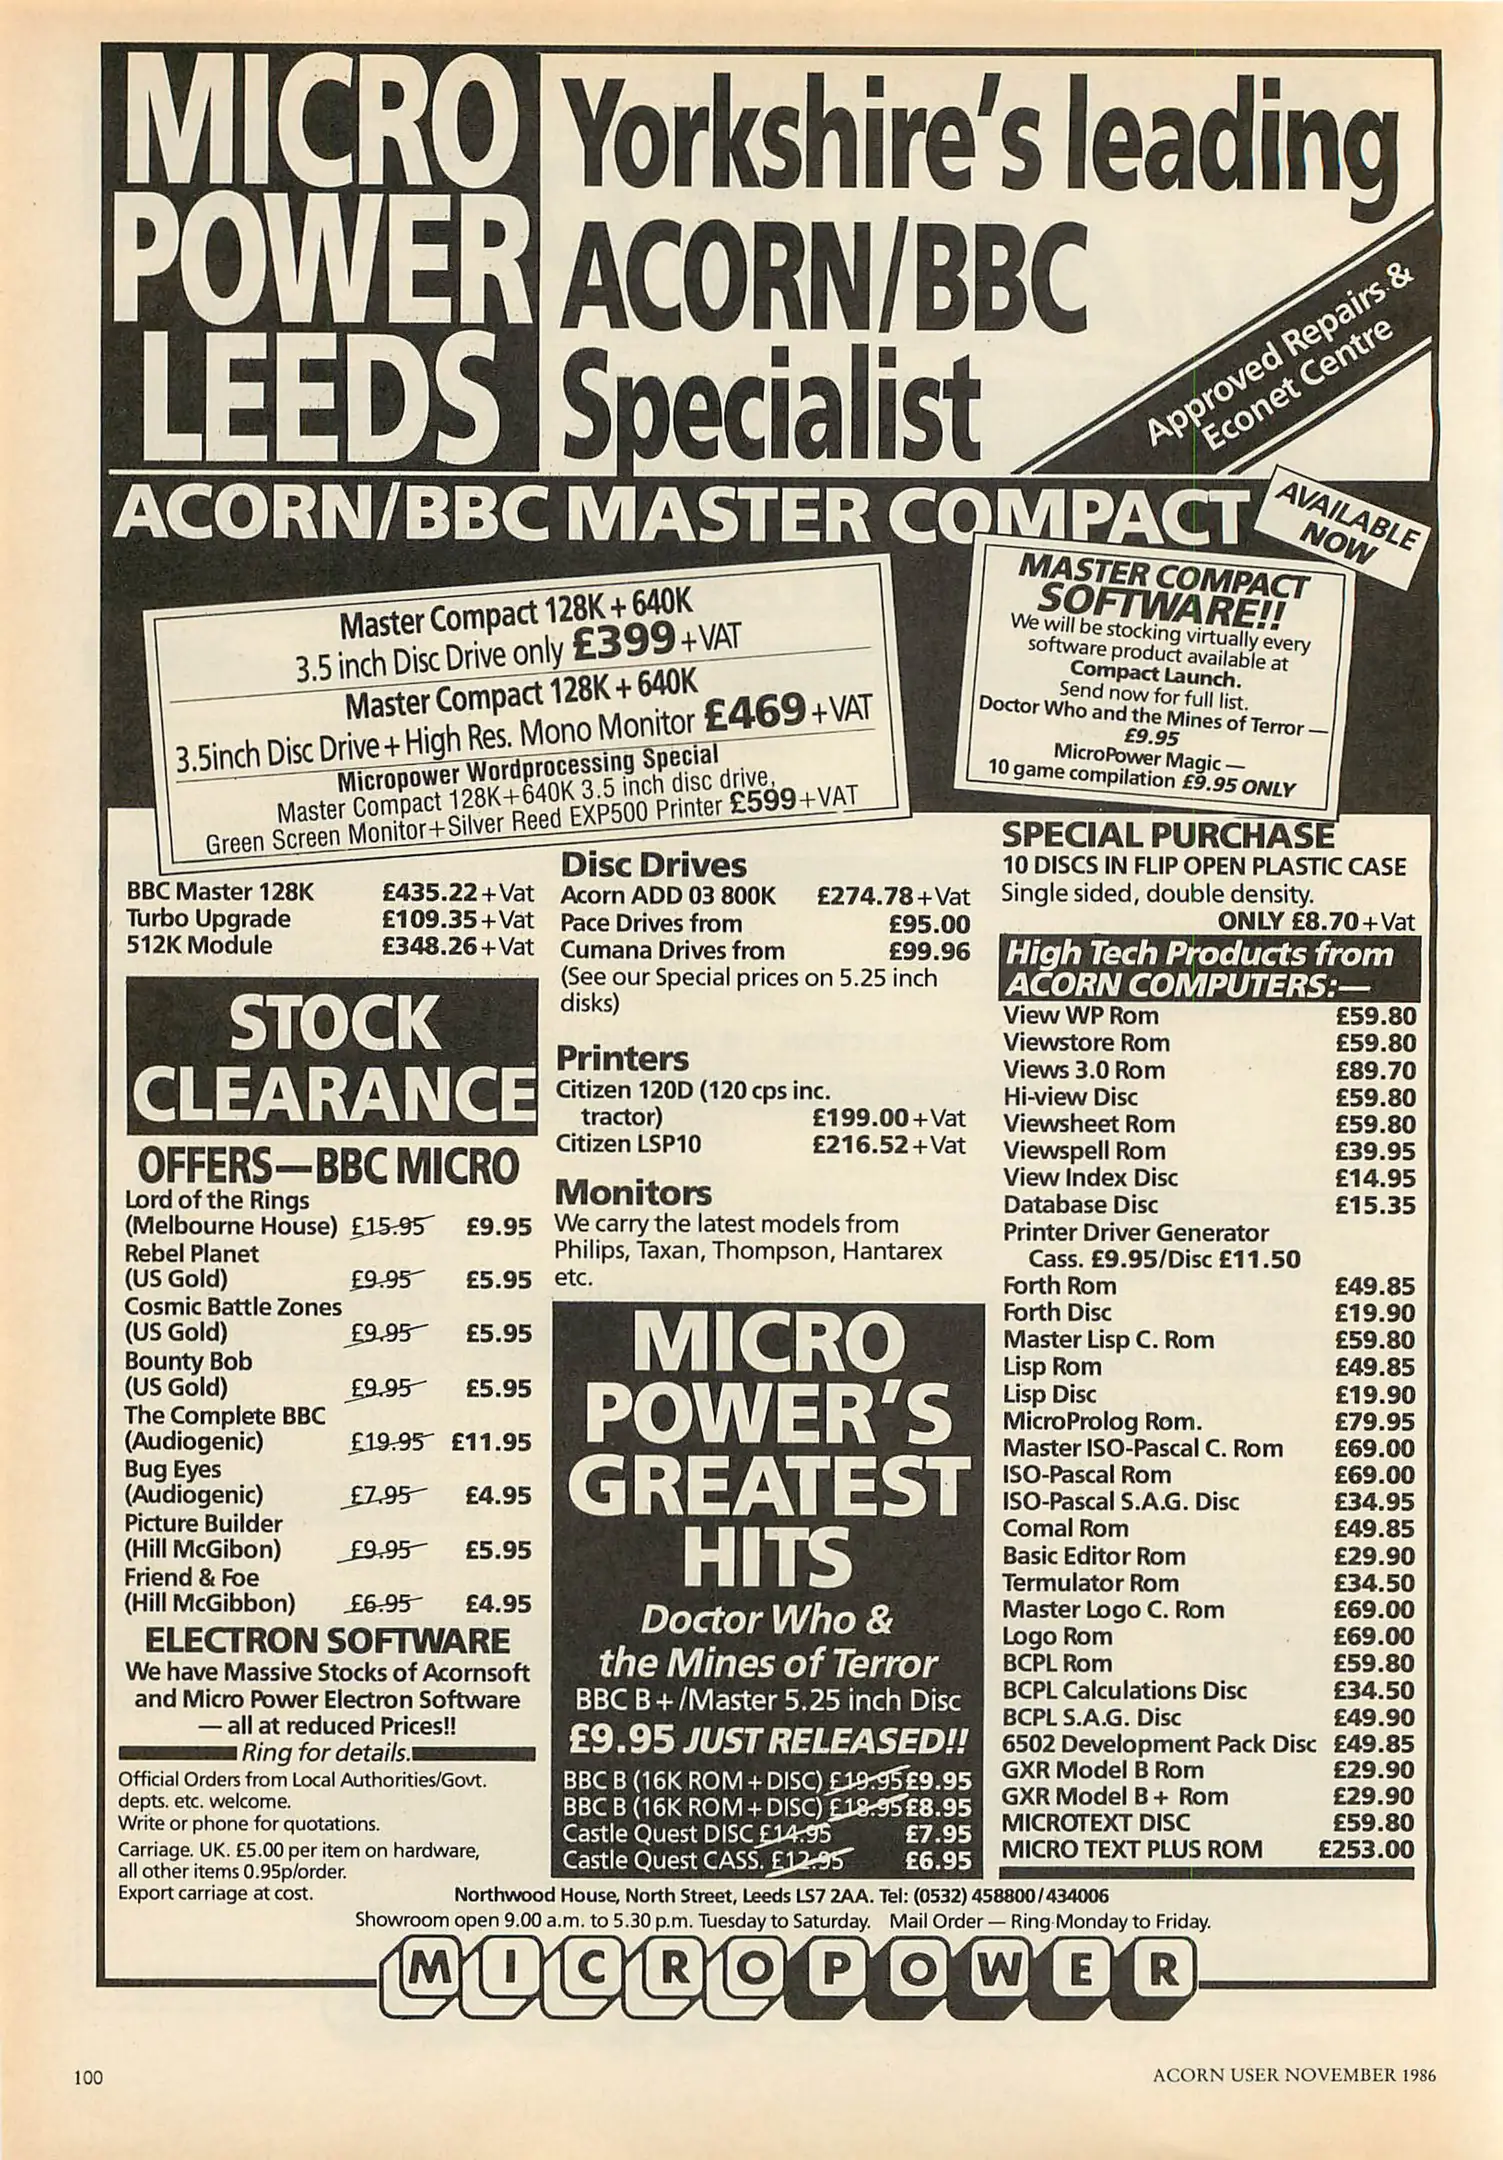 MICRO
POWER
LEEDS
Yorkshire's leading
ACORN/BBC
Specialist
Approved Repairs &
Econet Centre
ACORN/BBC MASTER COMPACT
AVAILABLE
NOW
Master Compact 128K + 640K
3.5 inch Disc Drive only £399+VAT
Master Compact 128K + 640K
3.5inch Disc Drive + High Res. Mono Monitor £469+VAT
Micropower Wordprocessing Special
Master Compact 128K+640K 3.5 inch disc drive,
Green Screen Monitor+Silver Reed EXP500 Printer £599+VAT
MASTER COMPACT
SOFTWARE!!
We will be stocking virtually every
software product available at
Compact Launch.
Send now for full list.
Doctor Who and the Mines of Terror —
£9.95
MicroPower Magic —
10 game compilation £9.95 ONLY
BBC Master 128K £435.22+Vat
Turbo Upgrade £109.35+Vat
512K Module £348.26+Vat
STOCK
CLEARANCE
OFFERS—BBC MICRO
Lord of the Rings
(Melbourne House) £15.95 £9.95
Rebel Planet
(US Gold) £9.95 £5.95
Cosmic Battle Zones
(US Gold) £9.95 £5.95
Bounty Bob
(US Gold) £9.95 £5.95
The Complete BBC
(Audiogenic) £19.95 £11.95
Bug Eyes
(Audiogenic) £7.95 £4.95
Picture Builder
(Hill McGibon) £9.95 £5.95
Friend & Foe
(Hill McGibbon) £6.95 £4.95
ELECTRON SOFTWARE
We have Massive Stocks of Acornsoft
and Micro Power Electron Software
— all at reduced Prices!!
Ring for details.
Official Orders from Local Authorities/Govt.
depts. etc. welcome.
Write or phone for quotations.
Carriage. UK. £5.00 per item on hardware,
all other items 0.95p/order.
Export carriage at cost.
Disc Drives
Acorn ADD 03 800K £274.78+Vat
Pace Drives from £95.00
Cumana Drives from £99.96
(See our Special prices on 5.25 inch
disks)
Printers
Citizen 120D (120 cps inc.
tractor) £199.00+Vat
Citizen LSP10 £216.52+Vat
Monitors
We carry the latest models from
Philips, Taxan, Thompson, Hantarex
etc.
MICRO
POWER'S
GREATEST
HITS
Doctor Who &
the Mines of Terror
BBC B+/Master 5.25 inch Disc
£9.95 JUST RELEASED!!
BBC B (16K ROM+DISC) £19.95 £9.95
BBC B (16K ROM+DISC) £18.95 £8.95
Castle Quest DISC £14.95 £7.95
Castle Quest CASS. £12.95 £6.95
SPECIAL PURCHASE
10 DISCS IN FLIP OPEN PLASTIC CASE
Single sided, double density.
ONLY £8.70+Vat
High Tech Products from
ACORN COMPUTERS:—
View WP Rom £59.80
Viewstore Rom £59.80
Views 3.0 Rom £89.70
Hi-view Disc £59.80
Viewsheet Rom £59.80
Viewspell Rom £39.95
View Index Disc £14.95
Database Disc £15.35
Printer Driver Generator
Cass. £9.95/Disc £11.50
Forth Rom £49.85
Forth Disc £19.90
Master Lisp C. Rom £59.80
Lisp Rom £49.85
Lisp Disc £19.90
MicroProlog Rom. £79.95
Master ISO-Pascal C. Rom £69.00
ISO-Pascal Rom £69.00
ISO-Pascal S.A.G. Disc £34.95
Comal Rom £49.85
Basic Editor Rom £29.90
Termulator Rom £34.50
Master Logo C. Rom £69.00
Logo Rom £69.00
BCPL Rom £59.80
BCPL Calculations Disc £34.50
BCPL S.A.G. Disc £49.90
6502 Development Pack Disc £49.85
GXR Model B Rom £29.90
GXR Model B+ Rom £29.90
MICROTEXT DISC £59.80
MICRO TEXT PLUS ROM £253.00
Northwood House, North Street, Leeds LS7 2AA. Tel: (0532) 458800/434006
Showroom open 9.00 a.m. to 5.30 p.m. Tuesday to Saturday. Mail Order — Ring Monday to Friday.
MICROPOWER
100
ACORN USER NOVEMBER 1986